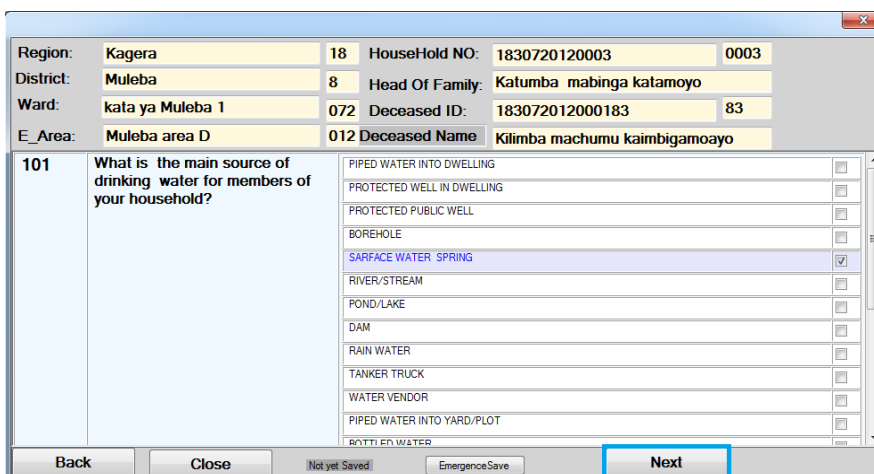 Region: Kagera 18 HouseHold NO: 1830720120003 0003
District: Muleba 8 Head Of Family: Katumba mabinga katamoyo
Ward: kata ya Muleba 1 072 Deceased ID: 183072012000183 83
E_Area: Muleba area D 012 Deceased Name Kilimba machumu kaimbigamoayo
101 What is the main source of
drinking water for members of
your household?
PIPED WATER INTO DWELLING
PROTECTED WELL IN DWELLING
PROTECTED PUBLIC WELL
BOREHOLE
SARFACE WATER SPRING
RIVER/STREAM
POND/LAKE
DAM
RAIN WATER
TANKER TRUCK
WATER VENDOR
PIPED WATER INTO YARD/PLOT
BOTTLED WATER
Back Close Not yet Saved EmergenceSave Next